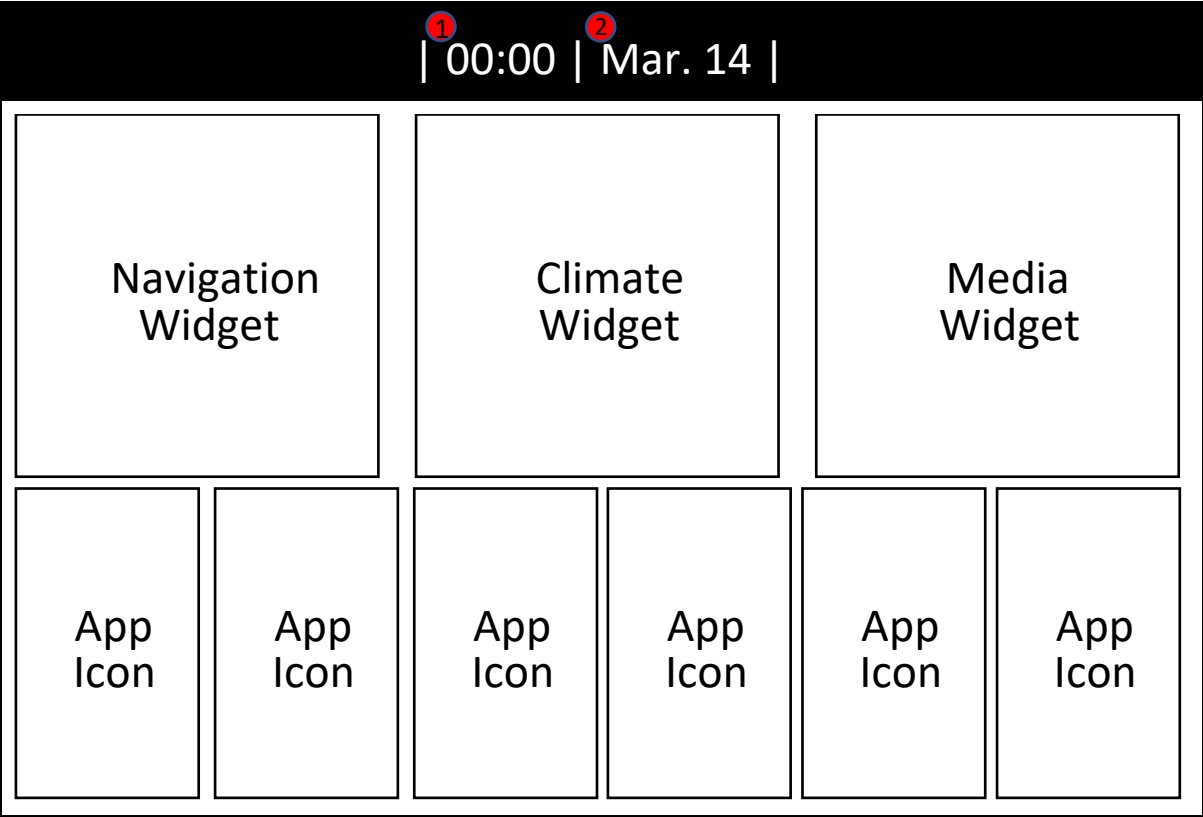 1 2
| 00:00 | Mar. 14 |
Navigation
Widget
Climate
Widget
Media
Widget
App
Icon
App
Icon
App
Icon
App
Icon
App
Icon
App
Icon